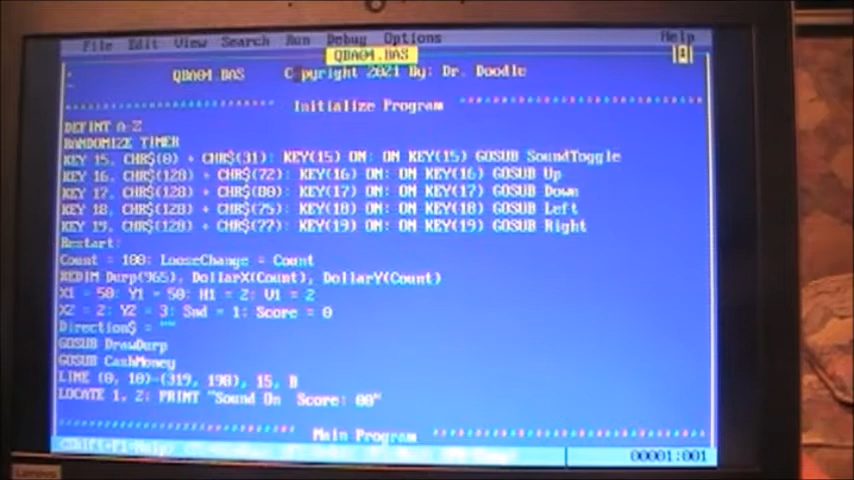 File Edit View Search Run Debug Options Help
QBA04.BAS
' QBA04.BAS Copyright 2021 By: Dr. Doodle
Initialize Program
DEFINT A-Z
RANDOMIZE TIMER
KEY 15, CHR$(0) + CHR$(31): KEY(15) ON: ON KEY(15) GOSUB SoundToggle
KEY 16, CHR$(128) + CHR$(72): KEY(16) ON: ON KEY(16) GOSUB Up
KEY 17, CHR$(128) + CHR$(80): KEY(17) ON: ON KEY(17) GOSUB Down
KEY 18, CHR$(128) + CHR$(75): KEY(18) ON: ON KEY(18) GOSUB Left
KEY 19, CHR$(128) + CHR$(77): KEY(19) ON: ON KEY(19) GOSUB Right
Restart:
Count = 100: LooseChange = Count
REDIM Durp(965), DollarX(Count), DollarY(Count)
X1 = 50: Y1 = 50: H1 = 2: V1 = 2
X2 = 2: Y2 = 3: Snd = 1: Score = 0
Direction$ = ""
GOSUB DrawDurp
GOSUB CashMoney
LINE (0, 10)-(319, 198), 15, B
LOCATE 1, 2: PRINT "Sound On Score: 00"
Main Program
<Shift+F1=Help> 00001:001
Lenovo